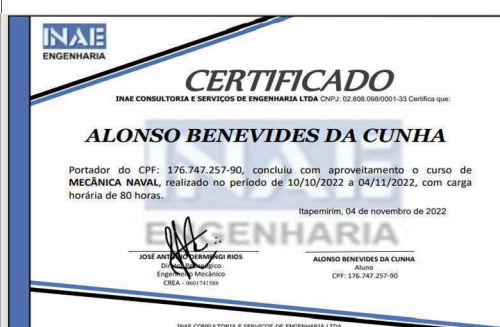 INAE
ENGENHARIA
CERTIFICADO
INAE CONSULTORIA E SERVIÇOS DE ENGENHARIA LTDA CNPJ: 02.808.098/0001-33 Certifica que:
ALONSO BENEVIDES DA CUNHA
Portador do CPF: 176.747.257-90, concluiu com aproveitamento o curso de
MECÂNICA NAVAL, realizado no período de 10/10/2022 a 04/11/2022, com carga
horária de 80 horas.
Itapemirim, 04 de novembro de 2022
INAE
ENGENHARIA
JOSÉ ANTÔNIO DERMENGI RIOS
Diretor Pedagógico
Engenheiro Mecânico
CREA - 0601741588
ALONSO BENEVIDES DA CUNHA
Aluno
CPF: 176.747.257-90
INAE CONSULTORIA E SERVIÇOS DE ENGENHARIA LTDA